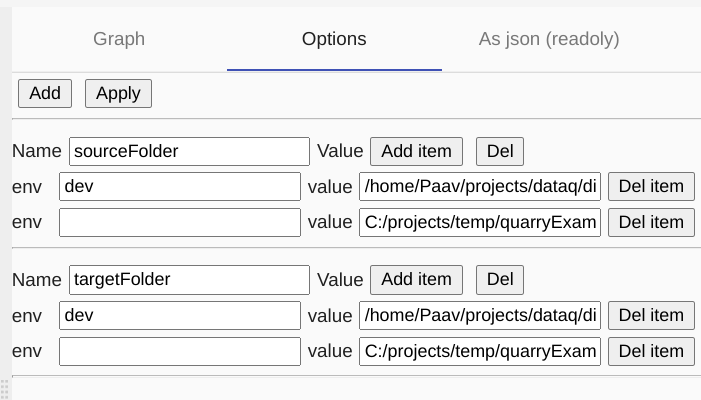 Graph Options As json (readoly)
Add Apply
Name sourceFolder Value Add item Del
env dev value /home/Paav/projects/dataq/di Del item
env value C:/projects/temp/quarryExam Del item
Name targetFolder Value Add item Del
env dev value /home/Paav/projects/dataq/di Del item
env value C:/projects/temp/quarryExam Del item